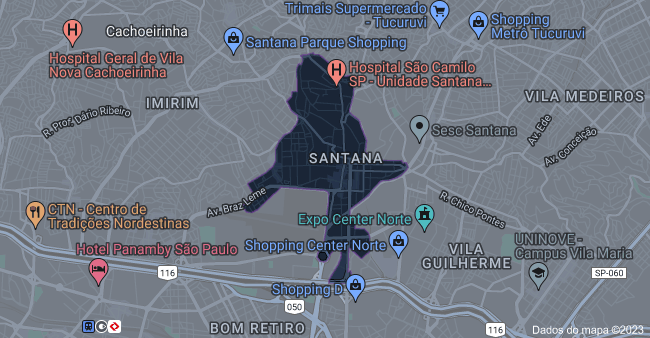 Cachoeirinha
Trimais Supermercado
- Tucuruvi
Shopping
Metrô Tucuruvi
H
Santana Parque Shopping
Hospital Geral de Vila
Nova Cachoeirinha
H
Hospital São Camilo
SP - Unidade Santana...
IMIRIM
VILA MEDEIROS
R. Proz. Dário Ribeiro
Sesc Santana
Av. Ede
Av. Conceição
SANTANA
Av. Braz Leme
R. Chico Pontes
CTN - Centro de
Tradições Nordestinas
Expo Center Norte
Hotel Panamby São Paulo
Shopping Center Norte
VILA
GUILHERME
UNINOVE -
Campus Vila Maria
116
SP-060
Shopping D
050
BOM RETIRO
116
Dados do mapa ©2023